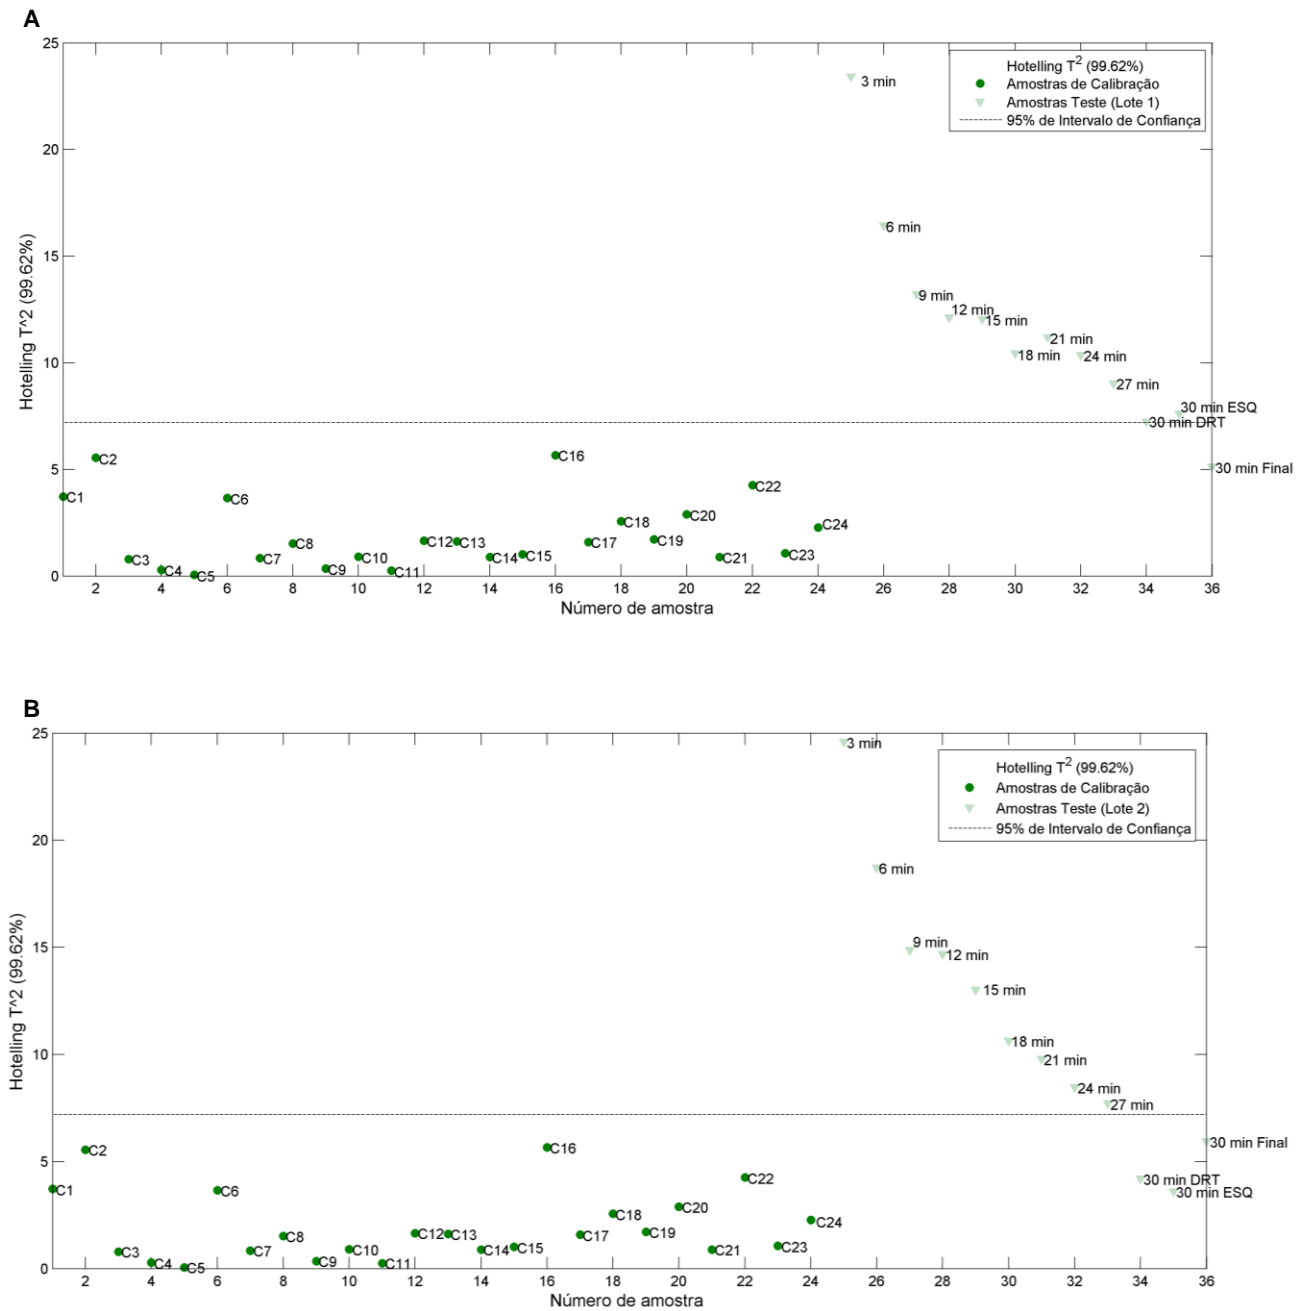 A
25
20
15
10
5
0
Hotelling T^2 (99.62%)
Hotelling T2 (99.62%)
Amostras de Calibração
Amostras Teste (Lote 1)
95% de Intervalo de Confiança
3 min
6 min
9 min
12 min
15 min
18 min
21 min
24 min
27 min
30 min ESQ
30 min DRT
30 min Final
C1
C2
C3
C4
C5
C6
C7
C8
C9
C10
C11
C12
C13
C14
C15
C16
C17
C18
C19
C20
C21
C22
C23
C24
2 4 6 8 10 12 14 16 18 20 22 24 26 28 30 32 34 36
Número de amostra
B
25
20
15
10
5
0
Hotelling T^2 (99.62%)
Hotelling T2 (99.62%)
Amostras de Calibração
Amostras Teste (Lote 2)
95% de Intervalo de Confiança
3 min
6 min
9 min
12 min
15 min
18 min
21 min
24 min
27 min
30 min Final
30 min DRT
30 min ESQ
C1
C2
C3
C4
C5
C6
C7
C8
C9
C10
C11
C12
C13
C14
C15
C16
C17
C18
C19
C20
C21
C22
C23
C24
2 4 6 8 10 12 14 16 18 20 22 24 26 28 30 32 34 36
Número de amostra